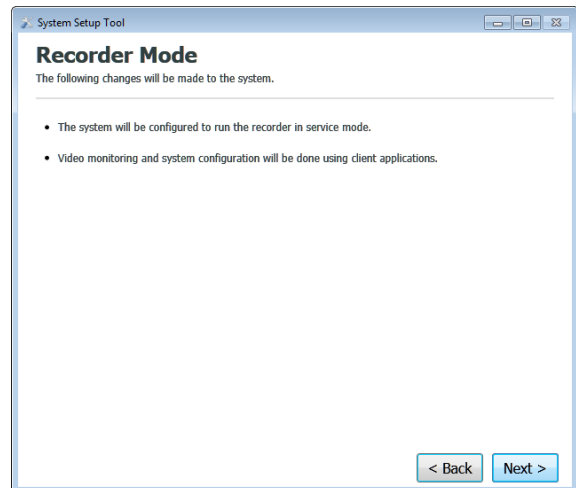 System Setup Tool
Recorder Mode
The following changes will be made to the system.
• The system will be configured to run the recorder in service mode.
• Video monitoring and system configuration will be done using client applications.
< Back Next >